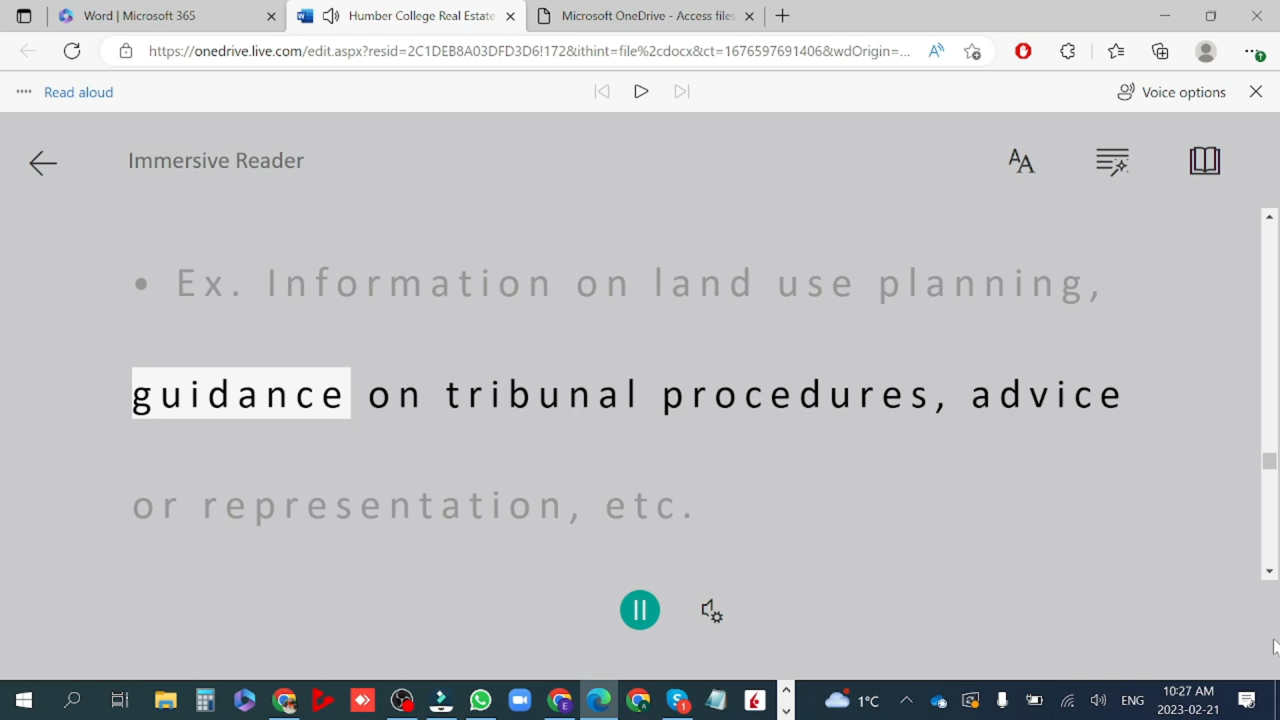 Word | Microsoft 365
Humber College Real Estate
Microsoft OneDrive - Access files
https://onedrive.live.com/edit.aspx?resid=2C1DEB8A03DFD3D6!172&ithint=file%2cdocx&ct=1676597691406&wdOrigin=...
Read aloud
Voice options
Immersive Reader
• Ex. Information on land use planning,
guidance on tribunal procedures, advice
or representation, etc.
1°C
ENG
10:27 AM
2023-02-21